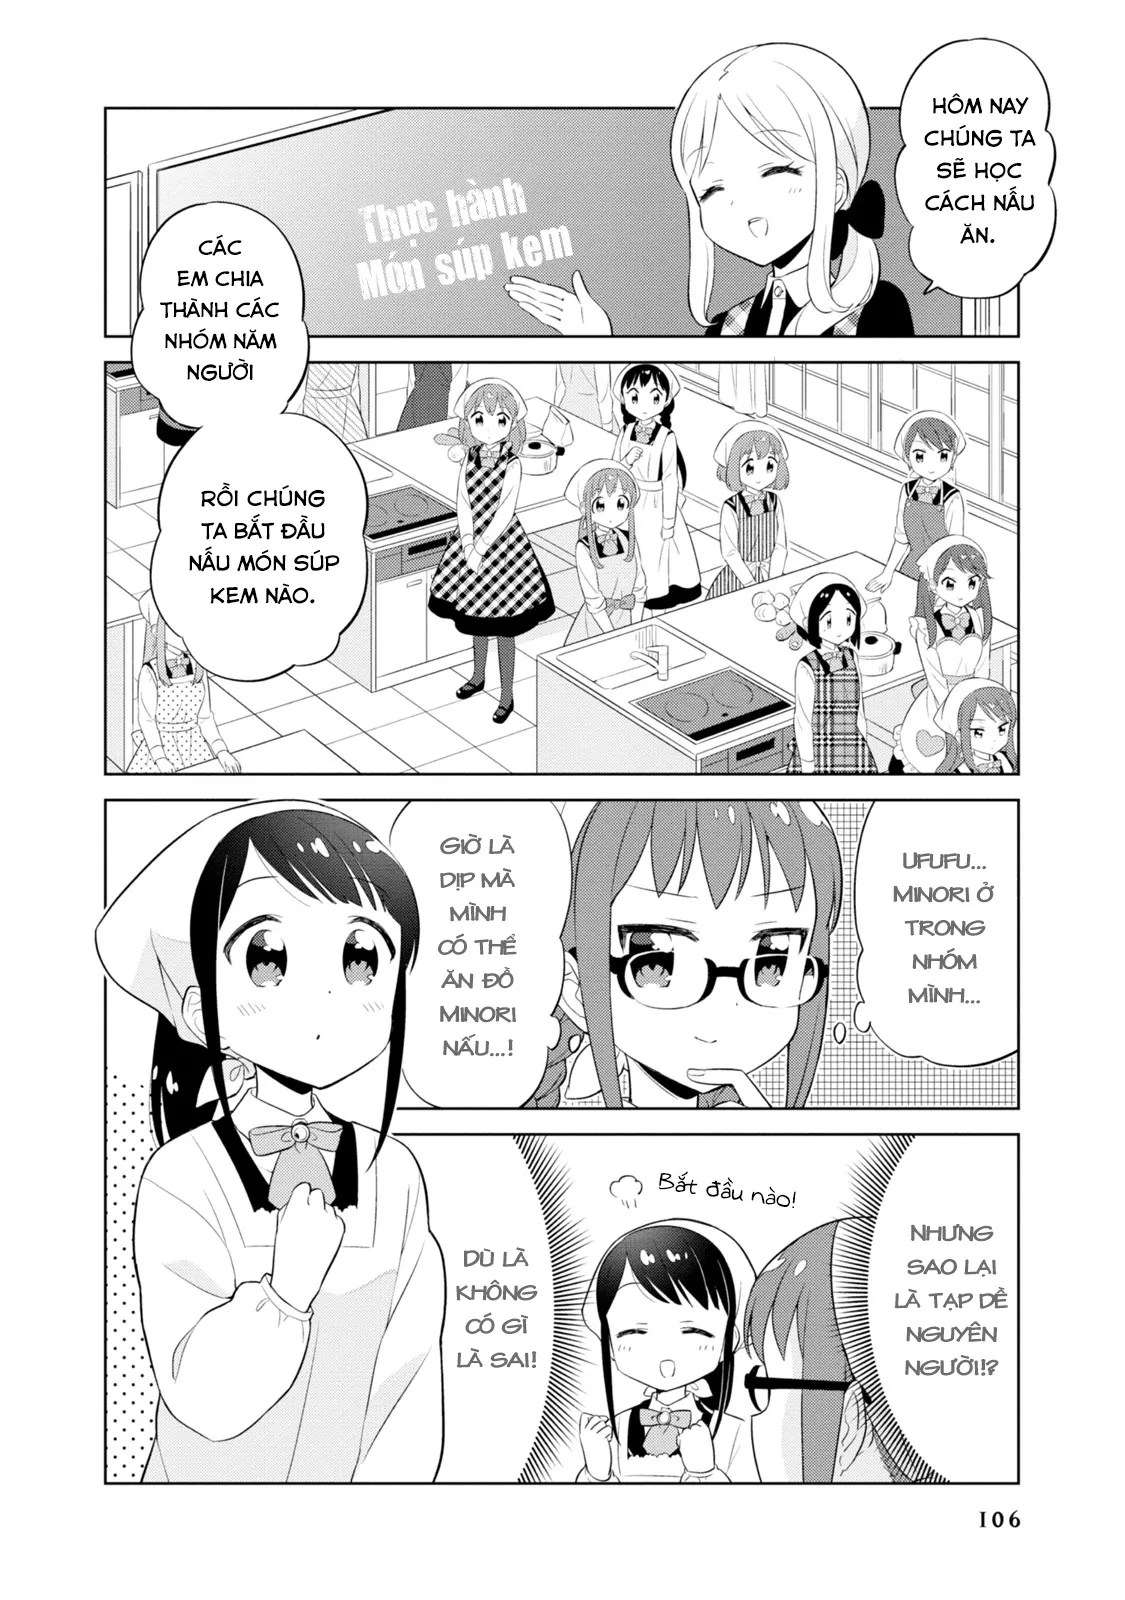 HÔM NAY
CHÚNG TA
SẼ HỌC
CÁCH NẤU
ĂN.
Thực hành
Món súp kem
CÁC
EM CHIA
THÀNH CÁC
NHÓM NĂM
NGƯỜI
RỒI CHÚNG
TA BẮT ĐẦU
NẤU MÓN SÚP
KEM NÀO.
UFUFU...
MINORI Ở
TRONG
NHÓM
MÌNH...
GIỜ LÀ
DỊP MÀ
MÌNH
CÓ THỂ
ĂN ĐỒ
MINORI
NẤU...!
NHƯNG
SAO LẠI
LÀ TẠP DỀ
NGUYÊN
NGƯỜI!?
Bắt đầu nào!
DÙ LÀ
KHÔNG
CÓ GÌ
LÀ SAI!
106